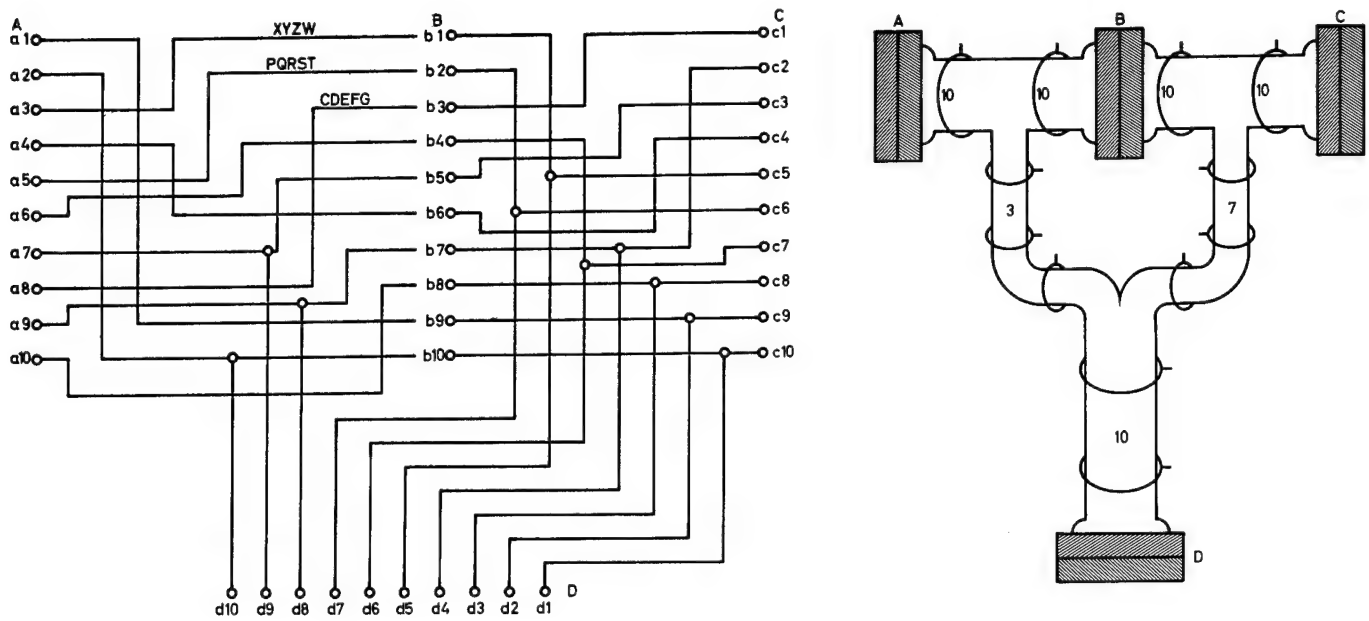 A
B
C
a1
XYZW
b1
c1
a2
PQRST
b2
c2
a3
CDEFG
b3
c3
a4
b4
c4
a5
b5
c5
a6
b6
c6
a7
b7
c7
a8
b8
c8
a9
b9
c9
a10
b10
c10
d10 d9 d8 d7 d6 d5 d4 d3 d2 d1 D
A B C
10 10 10 10
3 7
10
D